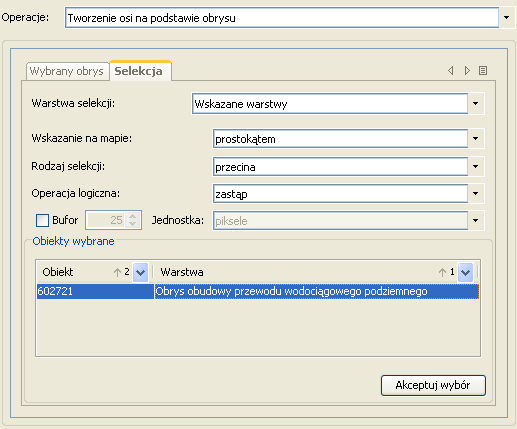 Operacje: Tworzenie osi na podstawie obrysu
Wybrany obrys Selekcja
Warstwa selekcji: Wskazane warstwy
Wskazanie na mapie: prostokątem
Rodzaj selekcji: przecina
Operacja logiczna: zastąp
Bufor 25 Jednostka: piksele
Obiekty wybrane
Obiekt 2 Warstwa 1
602721 Obrys obudowy przewodu wodociągowego podziemnego
Akceptuj wybór